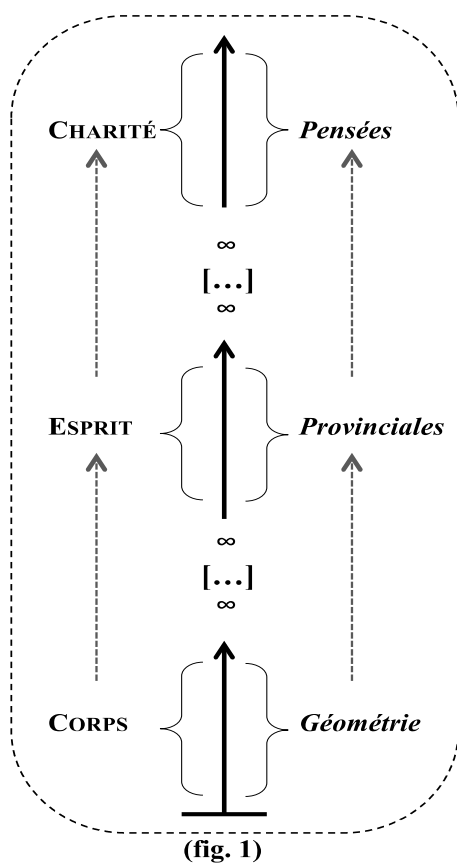 CHARITÉ Pensées
∞
[...]
∞
ESPRIT Provinciales
∞
[...]
∞
CORPS Géométrie
(fig. 1)